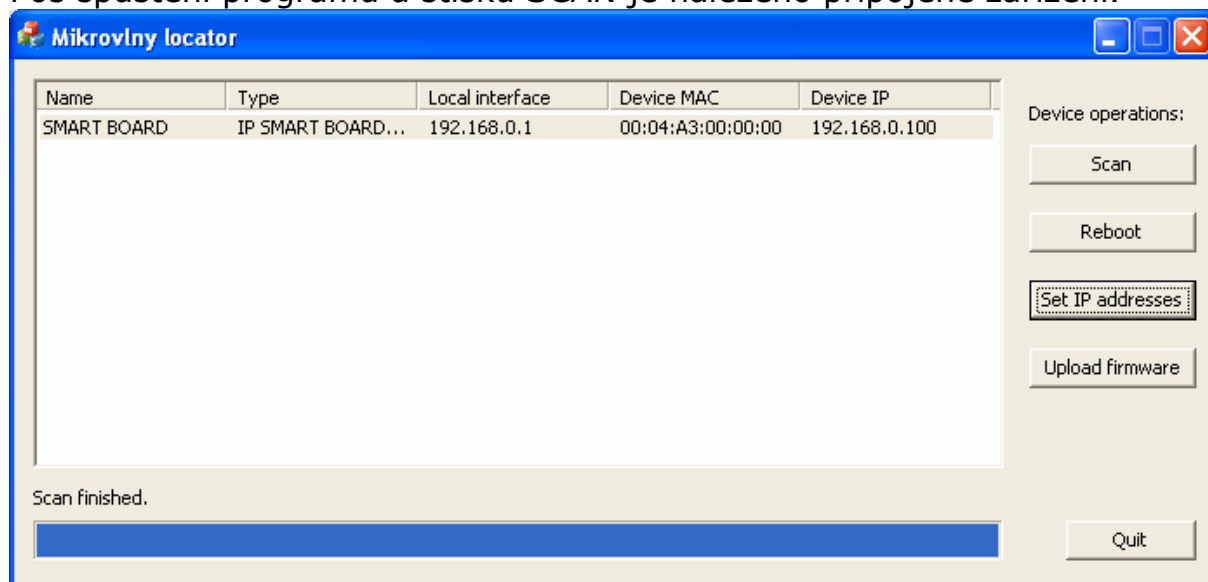 Mikrovlny locator
Name Type Local interface Device MAC Device IP
SMART BOARD IP SMART BOARD... 192.168.0.1 00:04:A3:00:00:00 192.168.0.100
Device operations:
Scan
Reboot
Set IP addresses
Upload firmware
Scan finished.
Quit